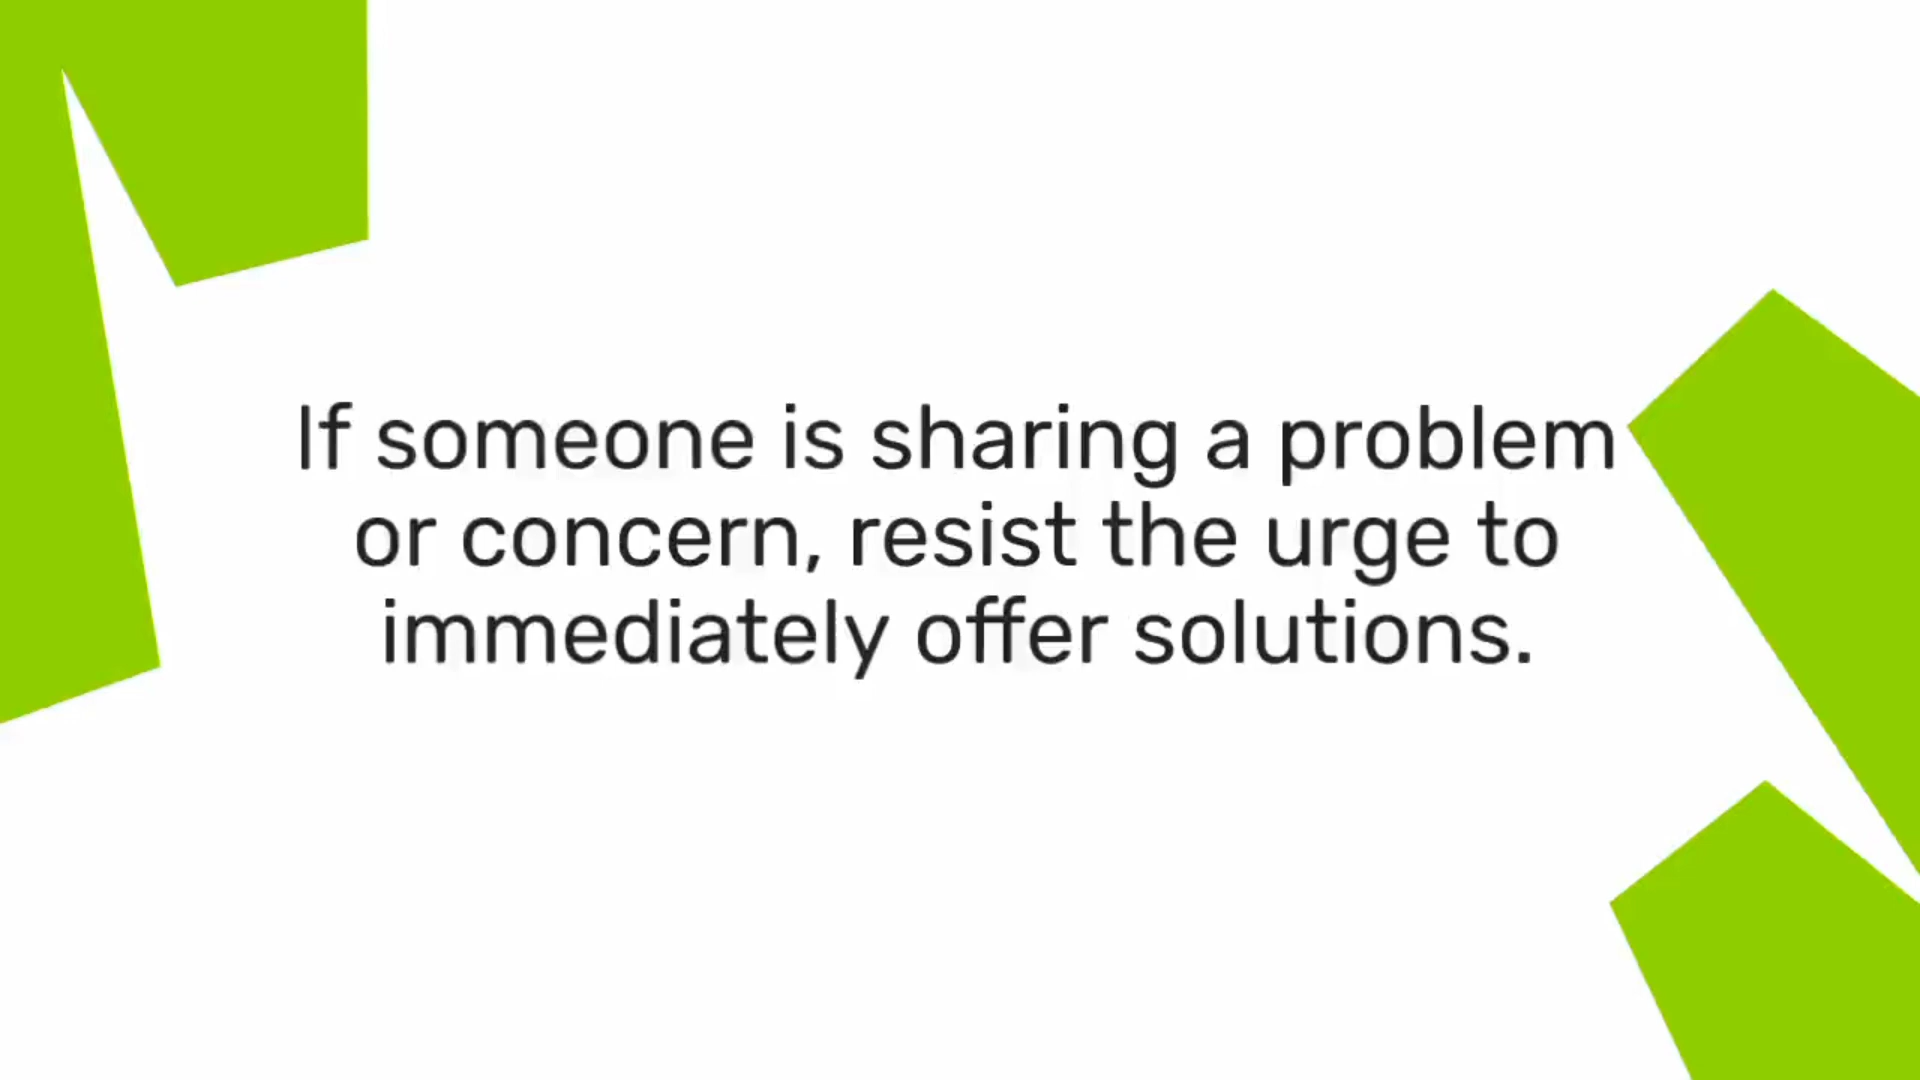 If someone is sharing a problem
or concern, resist the urge to
immediately offer solutions.